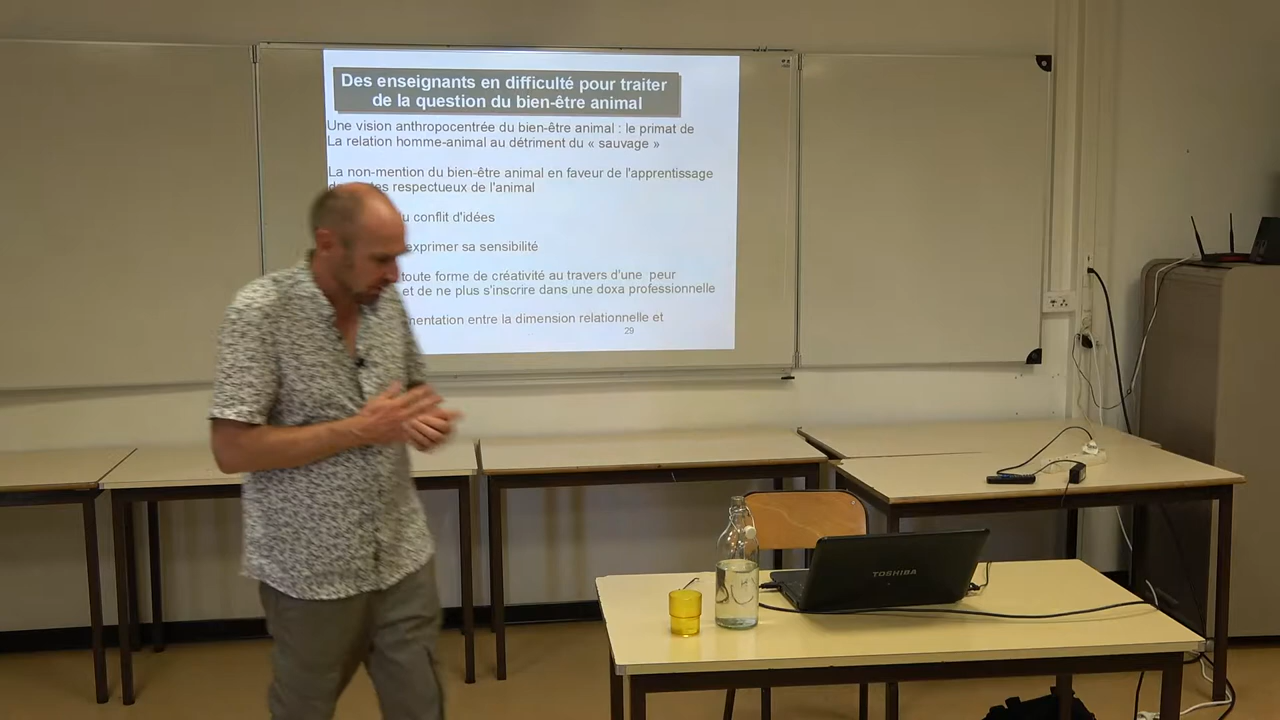 Des enseignants en difficulté pour traiter
de la question du bien-être animal
Une vision anthropocentrée du bien-être animal : le primat de
La relation homme-animal au détriment du « sauvage »
La non-mention du bien-être animal en faveur de l'apprentissage
respectueux de l'animal
conflit d'idées
exprimer sa sensibilité
toute forme de créativité au travers d'une peur
et de ne plus s'inscrire dans une doxa professionnelle
entre la dimension relationnelle et
29
TOSHIBA